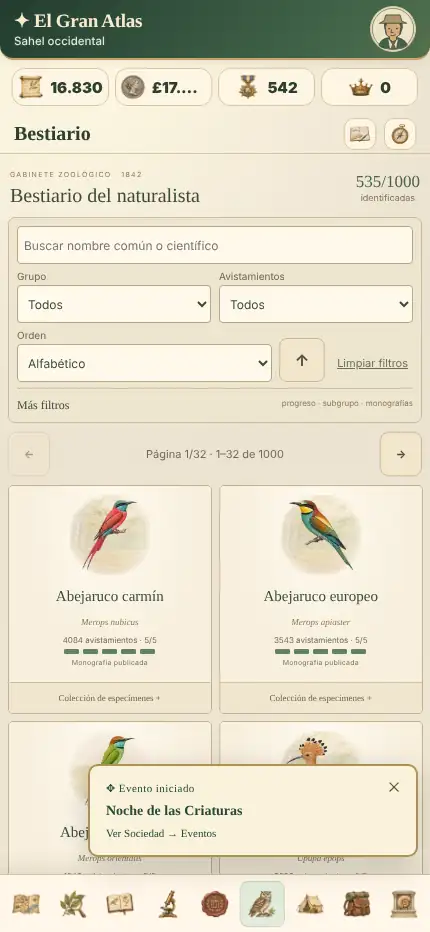 ✦ El Gran Atlas
Sahel occidental
16.830
£17....
542
0
Bestiario
GABINETE ZOOLÓGICO 1842
Bestiario del naturalista
535/1000
identificadas
Buscar nombre común o científico
Grupo
Avistamientos
Todos
Todos
Orden
Alfabético
↑
Limpiar filtros
Más filtros
progreso · subgrupo · monografías
←
Página 1/32 · 1–32 de 1000
→
Abejaruco carmín
Merops nubicus
4084 avistamientos · 5/5
Monografía publicada
Colección de especímenes +
Abejaruco europeo
Merops apiaster
3543 avistamientos · 5/5
Monografía publicada
Colección de especímenes +
Abej
Merops orientalis
Upupa epops
✥ Evento iniciado
Noche de las Criaturas
Ver Sociedad → Eventos